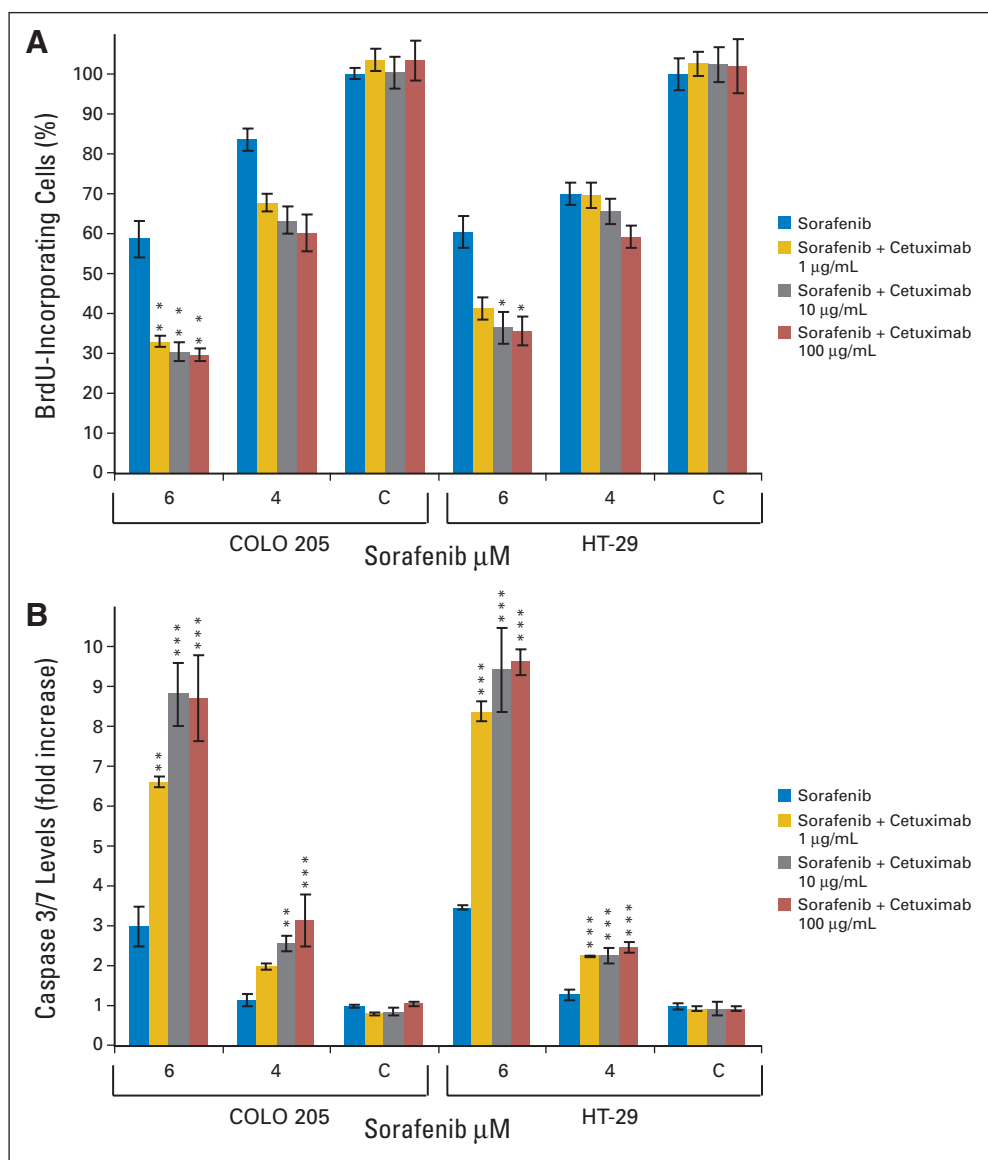 A
BrdU-Incorporating Cells (%)
100
90
80
70
60
50
40
30
20
10
0
* *
* *
* *
*
*
6
4
C
6
4
C
COLO 205
Sorafenib μM
HT-29
Sorafenib
Sorafenib + Cetuximab
1 μg/mL
Sorafenib + Cetuximab
10 μg/mL
Sorafenib + Cetuximab
100 μg/mL
B
Caspase 3/7 Levels (fold increase)
10
9
8
7
6
5
4
3
2
1
0
* *
* * *
* * *
* *
* * *
* * *
* * *
* * *
* * *
* * *
* * *
6
4
C
6
4
C
COLO 205
Sorafenib μM
HT-29
Sorafenib
Sorafenib + Cetuximab
1 μg/mL
Sorafenib + Cetuximab
10 μg/mL
Sorafenib + Cetuximab
100 μg/mL